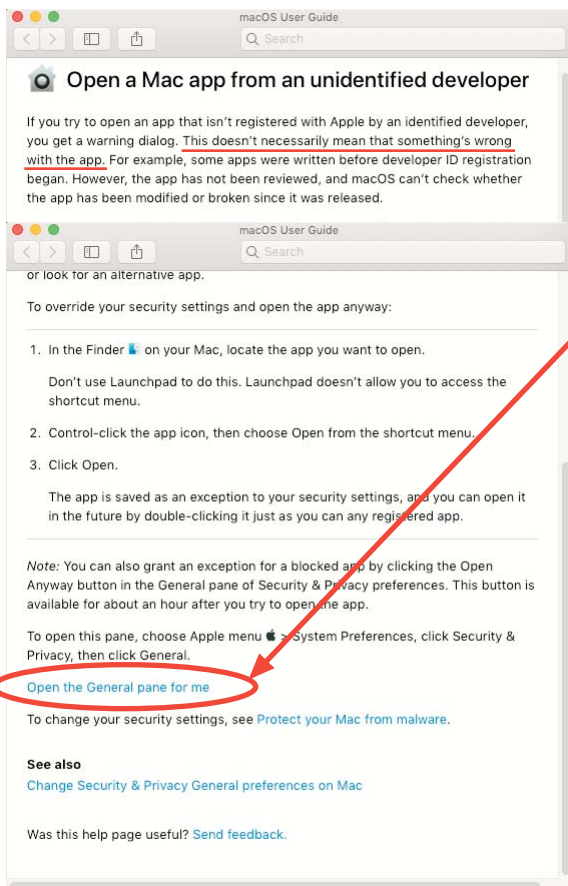 macOS User Guide
Search
Open a Mac app from an unidentified developer
If you try to open an app that isn't registered with Apple by an identified developer,
you get a warning dialog. This doesn't necessarily mean that something's wrong
with the app. For example, some apps were written before developer ID registration
began. However, the app has not been reviewed, and macOS can't check whether
the app has been modified or broken since it was released.
macOS User Guide
Search
or look for an alternative app.
To override your security settings and open the app anyway:
1. In the Finder on your Mac, locate the app you want to open.
Don't use Launchpad to do this. Launchpad doesn't allow you to access the
shortcut menu.
2. Control-click the app icon, then choose Open from the shortcut menu.
3. Click Open.
The app is saved as an exception to your security settings, and you can open it
in the future by double-clicking it just as you can any registered app.
Note: You can also grant an exception for a blocked app by clicking the Open
Anyway button in the General pane of Security & Privacy preferences. This button is
available for about an hour after you try to open the app.
To open this pane, choose Apple menu > System Preferences, click Security &
Privacy, then click General.
Open the General pane for me
To change your security settings, see Protect your Mac from malware.
See also
Change Security & Privacy General preferences on Mac
Was this help page useful? Send feedback.